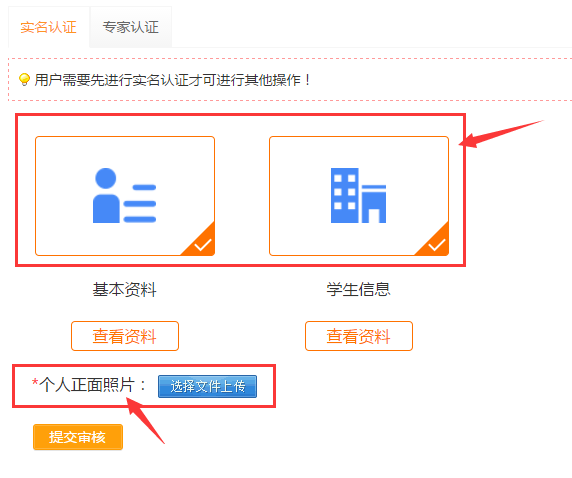 实名认证 专家认证
用户需要先进行实名认证才可进行其他操作！
基本资料 学生信息
查看资料 查看资料
*个人正面照片： 选择文件上传
提交审核